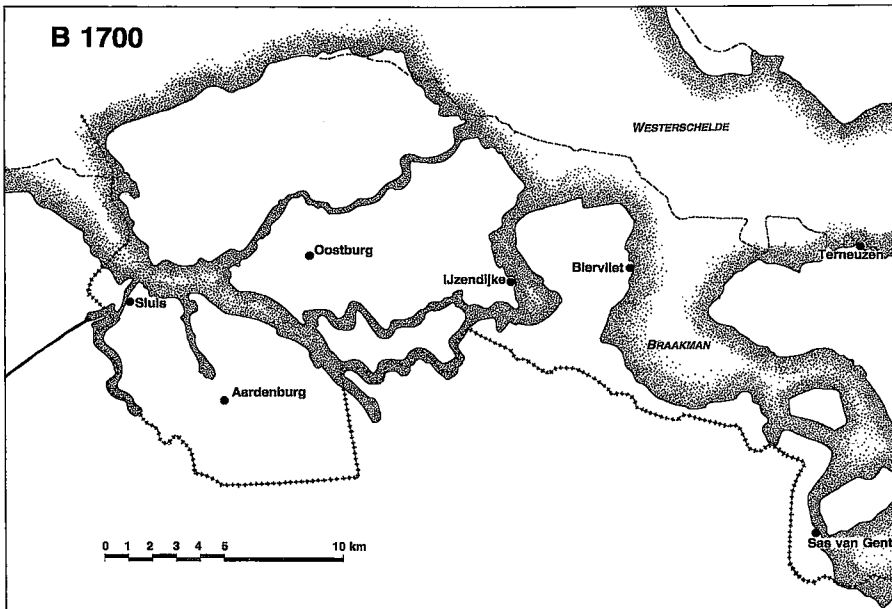 B 1700
WESTERSCHELDE
Oostburg
Terneuzen
IJzendijke
Biervliet
Sluis
BRAAKMAN
Aardenburg
0 1 2 3 4 5 10 km
Sas van Gent